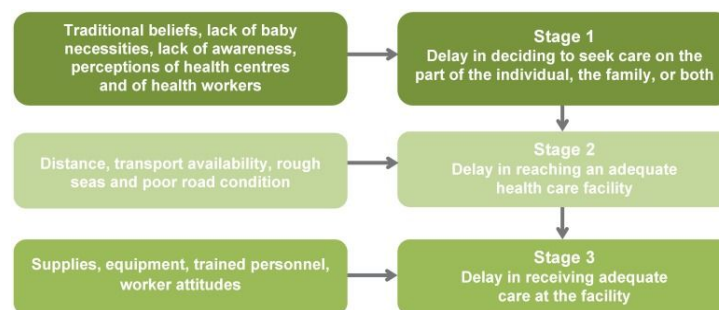 Traditional beliefs, lack of baby
necessities, lack of awareness,
perceptions of health centres
and of health workers
Stage 1
Delay in deciding to seek care on the
part of the individual, the family, or both
Distance, transport availability, rough
seas and poor road condition
Stage 2
Delay in reaching an adequate
health care facility
Supplies, equipment, trained personnel,
worker attitudes
Stage 3
Delay in receiving adequate
care at the facility